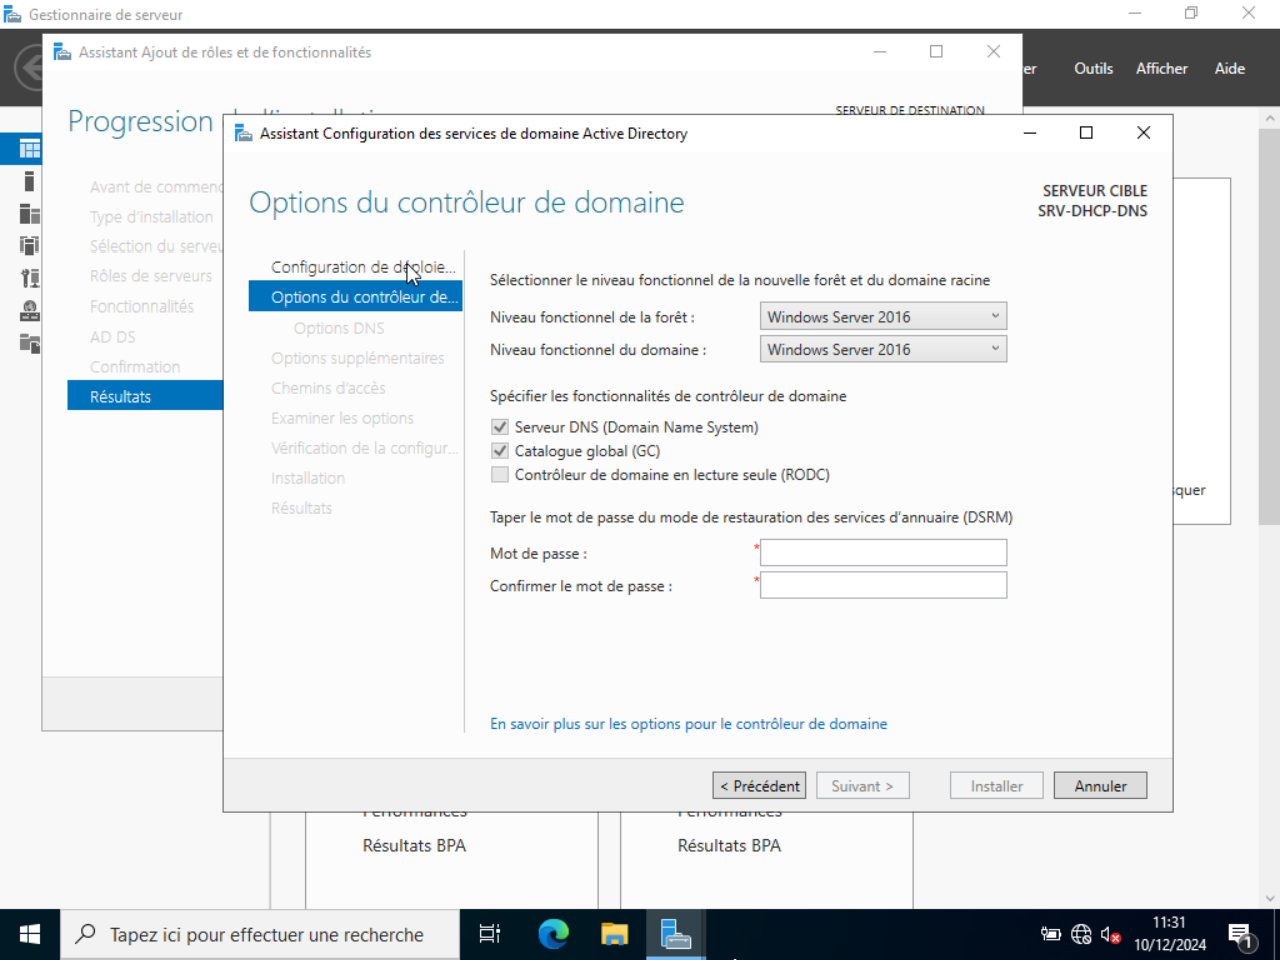 Gestionnaire de serveur
Assistant Ajout de rôles et de fonctionnalités
Outils
Afficher
Aide
Progression
SERVEUR DE DESTINATION
Assistant Configuration des services de domaine Active Directory
Options du contrôleur de domaine
SERVEUR CIBLE
SRV-DHCP-DNS
Avant de commenc
Type d'installation
Sélection du serveu
Rôles de serveurs
Fonctionnalités
AD DS
Confirmation
Résultats
Configuration de déploie...
Options du contrôleur de...
Options DNS
Options supplémentaires
Chemins d'accès
Examiner les options
Vérification de la configur...
Installation
Résultats
Sélectionner le niveau fonctionnel de la nouvelle forêt et du domaine racine
Niveau fonctionnel de la forêt :
Windows Server 2016
Niveau fonctionnel du domaine :
Windows Server 2016
Spécifier les fonctionnalités de contrôleur de domaine
Serveur DNS (Domain Name System)
Catalogue global (GC)
Contrôleur de domaine en lecture seule (RODC)
Taper le mot de passe du mode de restauration des services d'annuaire (DSRM)
Mot de passe :
*
Confirmer le mot de passe :
*
En savoir plus sur les options pour le contrôleur de domaine
< Précédent
Suivant >
Installer
Annuler
squer
Performances
Résultats BPA
Performances
Résultats BPA
Tapez ici pour effectuer une recherche
11:31
10/12/2024
1